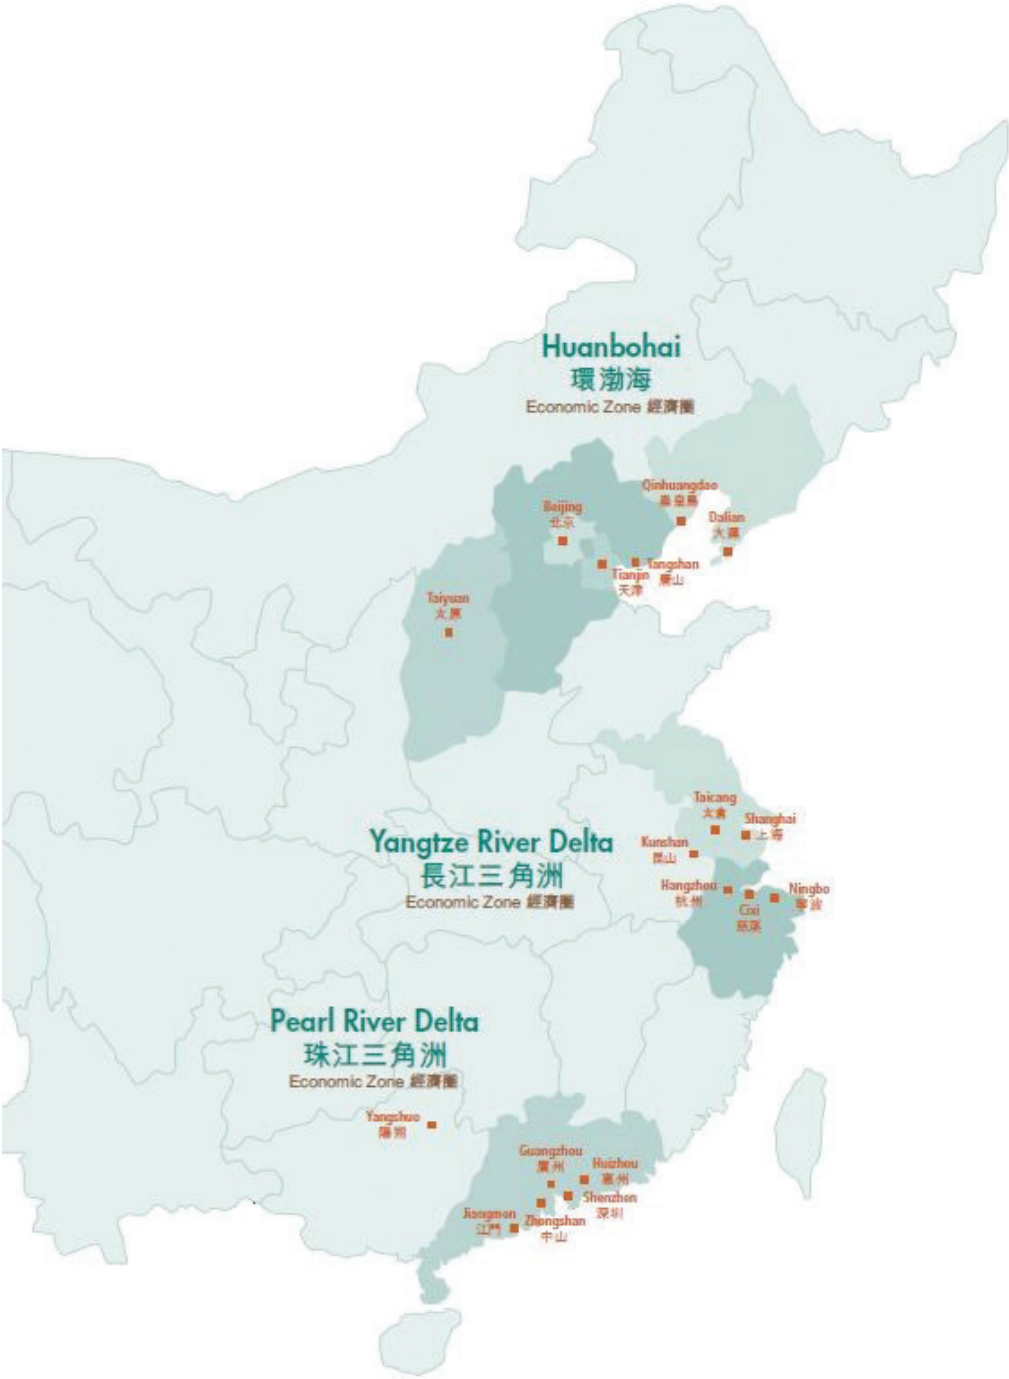 Huanbohai
環渤海
Economic Zone 經濟圈
Qinhuangdao
秦皇島
Beijing
北京
Dalian
大連
Tangshan
唐山
Tianjin
天津
Taiyuan
太原
Yangtze River Delta
長江三角洲
Economic Zone 經濟圈
Taicang
太倉
Shanghai
上海
Kunshan
昆山
Hangzhou
杭州
Ningbo
寧波
Cixi
慈溪
Pearl River Delta
珠江三角洲
Economic Zone 經濟圈
Yangshuo
陽朔
Guangzhou
廣州
Huizhou
惠州
Shenzhen
深圳
Jiangmen
江門
Zhongshan
中山